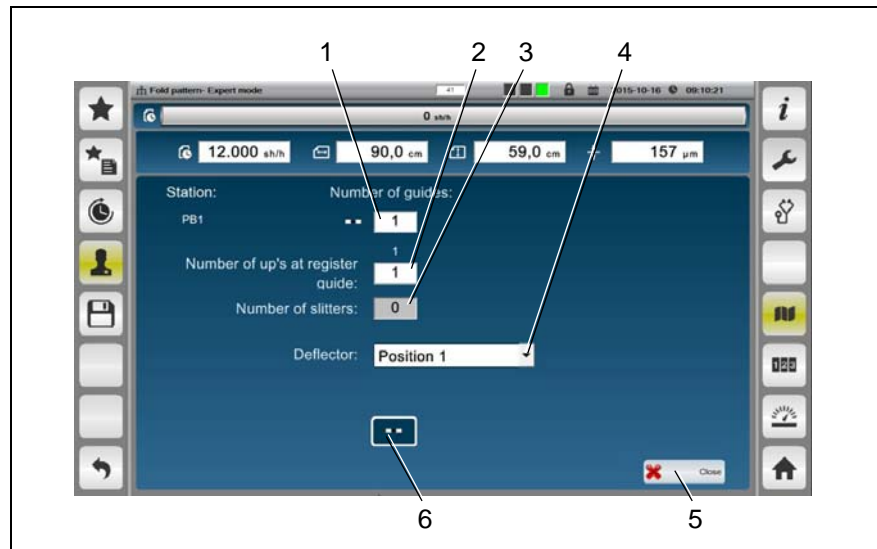 1 2 3 4
Fold pattern- Expert mode 41 2015-10-16 09:10:21
0 sh/h
12.000 sh/h 90,0 cm 59,0 cm 157 µm
Station: Number of guides:
PB1 1
1
Number of up's at register 1
guide:
Number of slitters: 0
Deflector: Position 1
Close
6 5
i
123